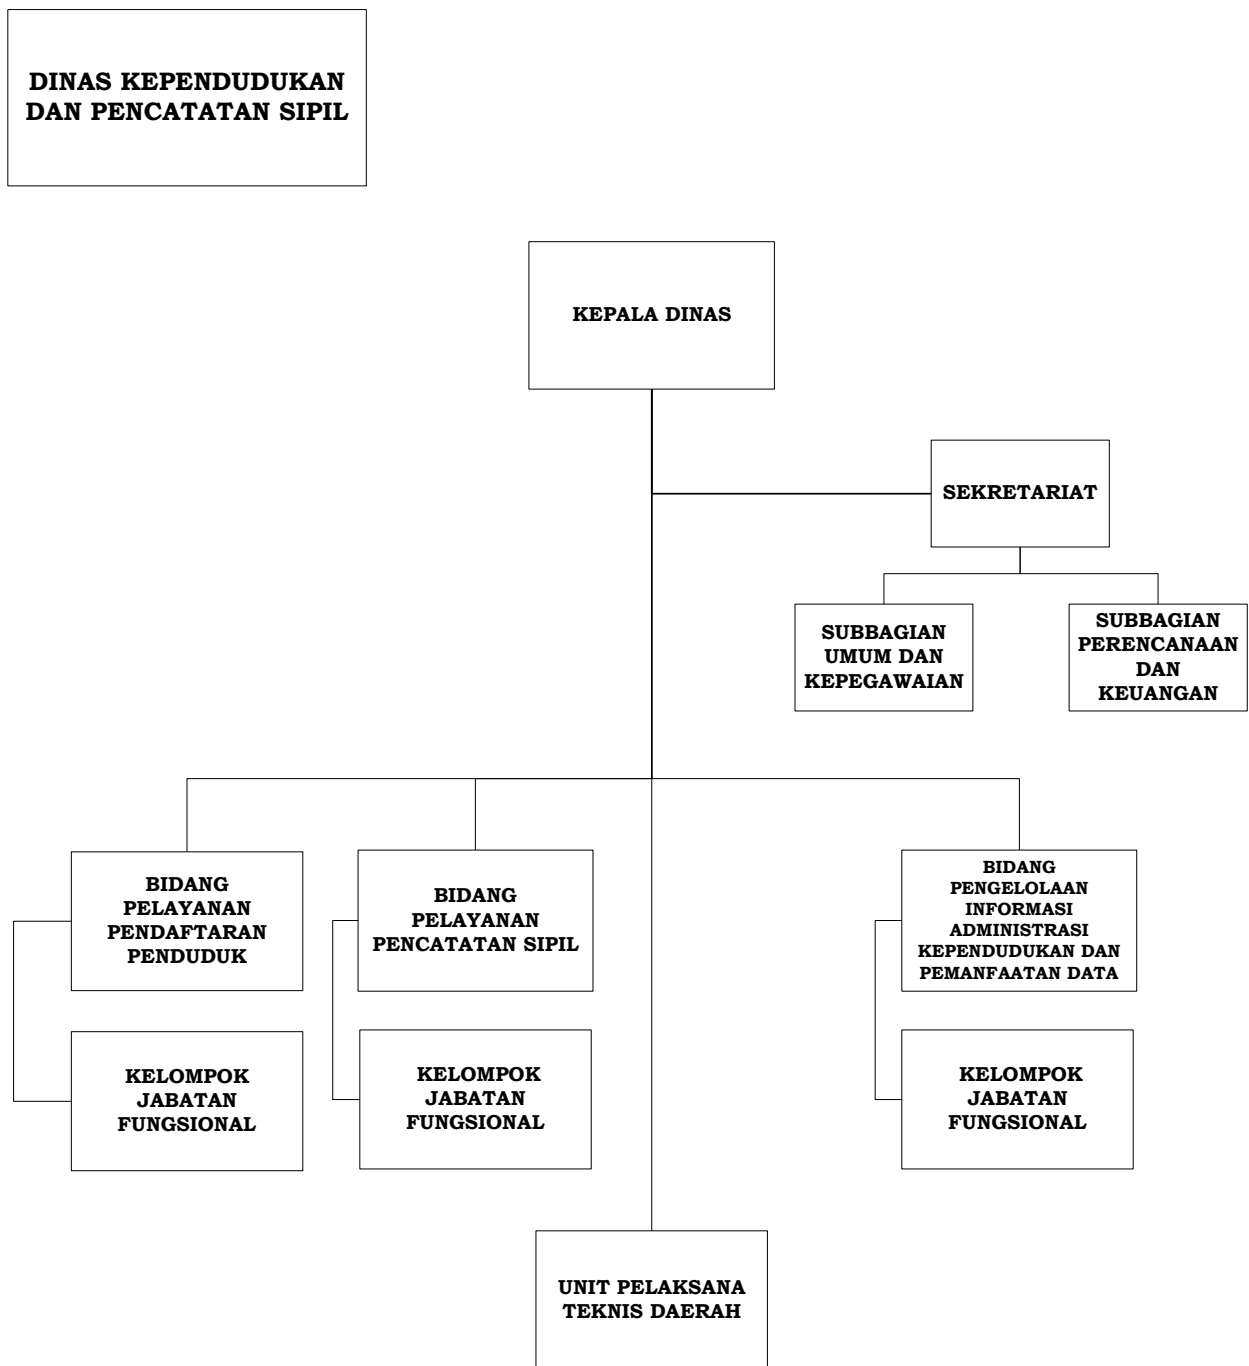 DINAS KEPENDUDUKAN
DAN PENCATATAN SIPIL
KEPALA DINAS
SEKRETARIAT
SUBBAGIAN
UMUM DAN
KEPEGAWAIAN
SUBBAGIAN
PERENCANAAN
DAN
KEUANGAN
BIDANG
PELAYANAN
PENDAFTARAN
PENDUDUK
BIDANG
PELAYANAN
PENCATATAN SIPIL
BIDANG
PENGELOLAAN
INFORMASI
ADMINISTRASI
KEPENDUDUKAN DAN
PEMANFAATAN DATA
KELOMPOK
JABATAN
FUNGSIONAL
KELOMPOK
JABATAN
FUNGSIONAL
KELOMPOK
JABATAN
FUNGSIONAL
UNIT PELAKSANA
TEKNIS DAERAH